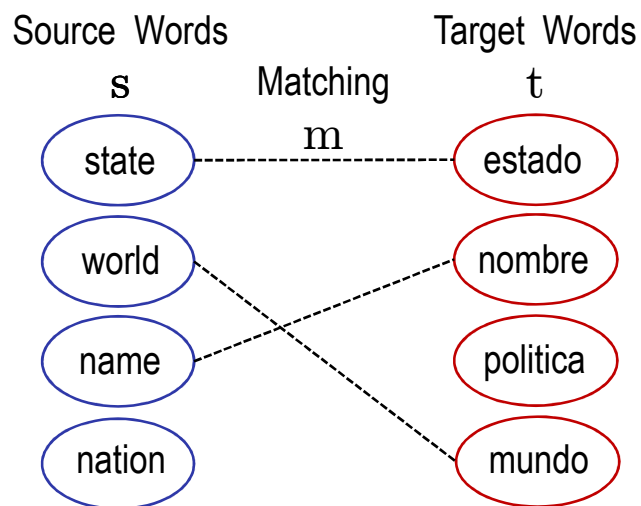 Source Words
Target Words
s
Matching
t
m
state
estado
world
nombre
name
politica
nation
mundo